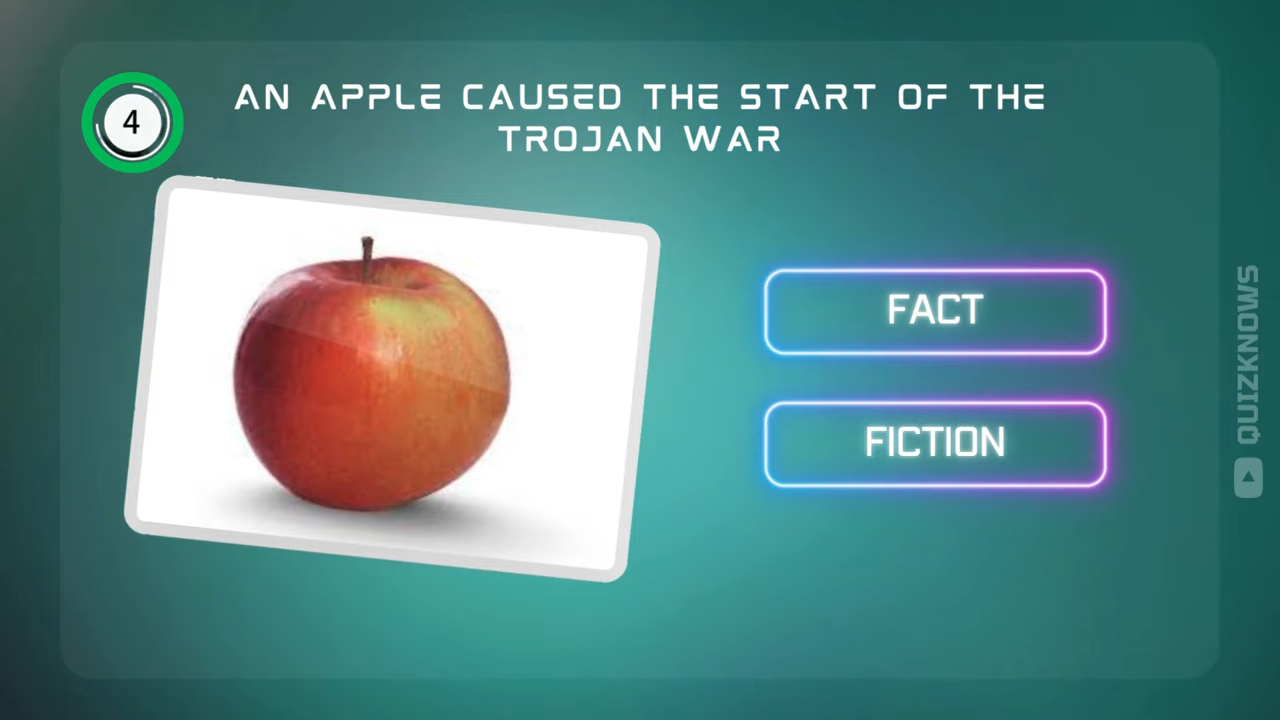 4
AN APPLE CAUSED THE START OF THE
TROJAN WAR
FACT
FICTION
QUIZKNOWS